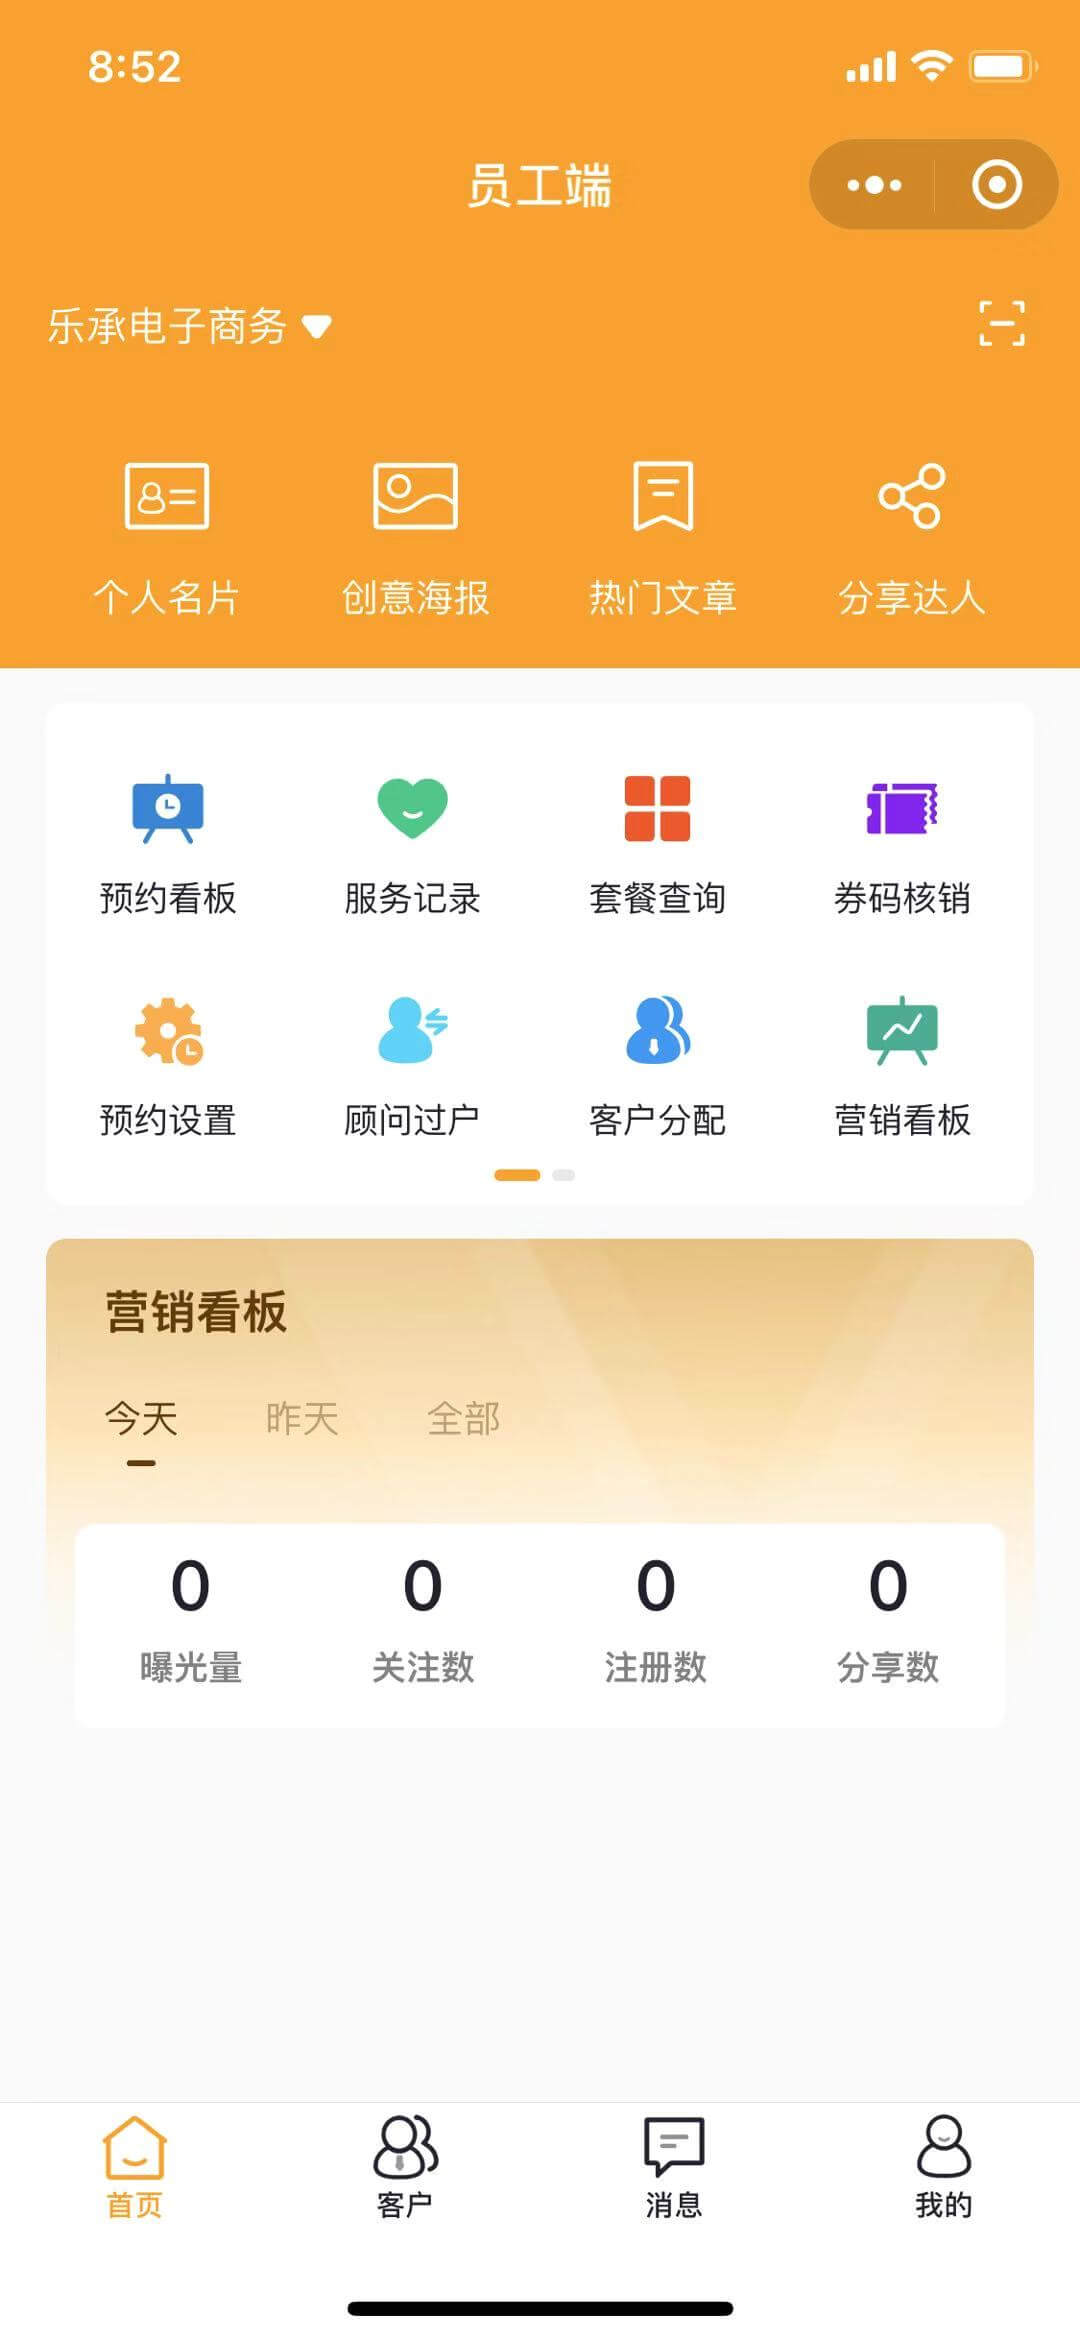 8:52
员工端
乐承电子商务
个人名片 创意海报 热门文章 分享达人
预约看板 服务记录 套餐查询 券码核销
预约设置 顾问过户 客户分配 营销看板
营销看板
今天 昨天 全部
0 0 0 0
曝光量 关注数 注册数 分享数
首页 客户 消息 我的